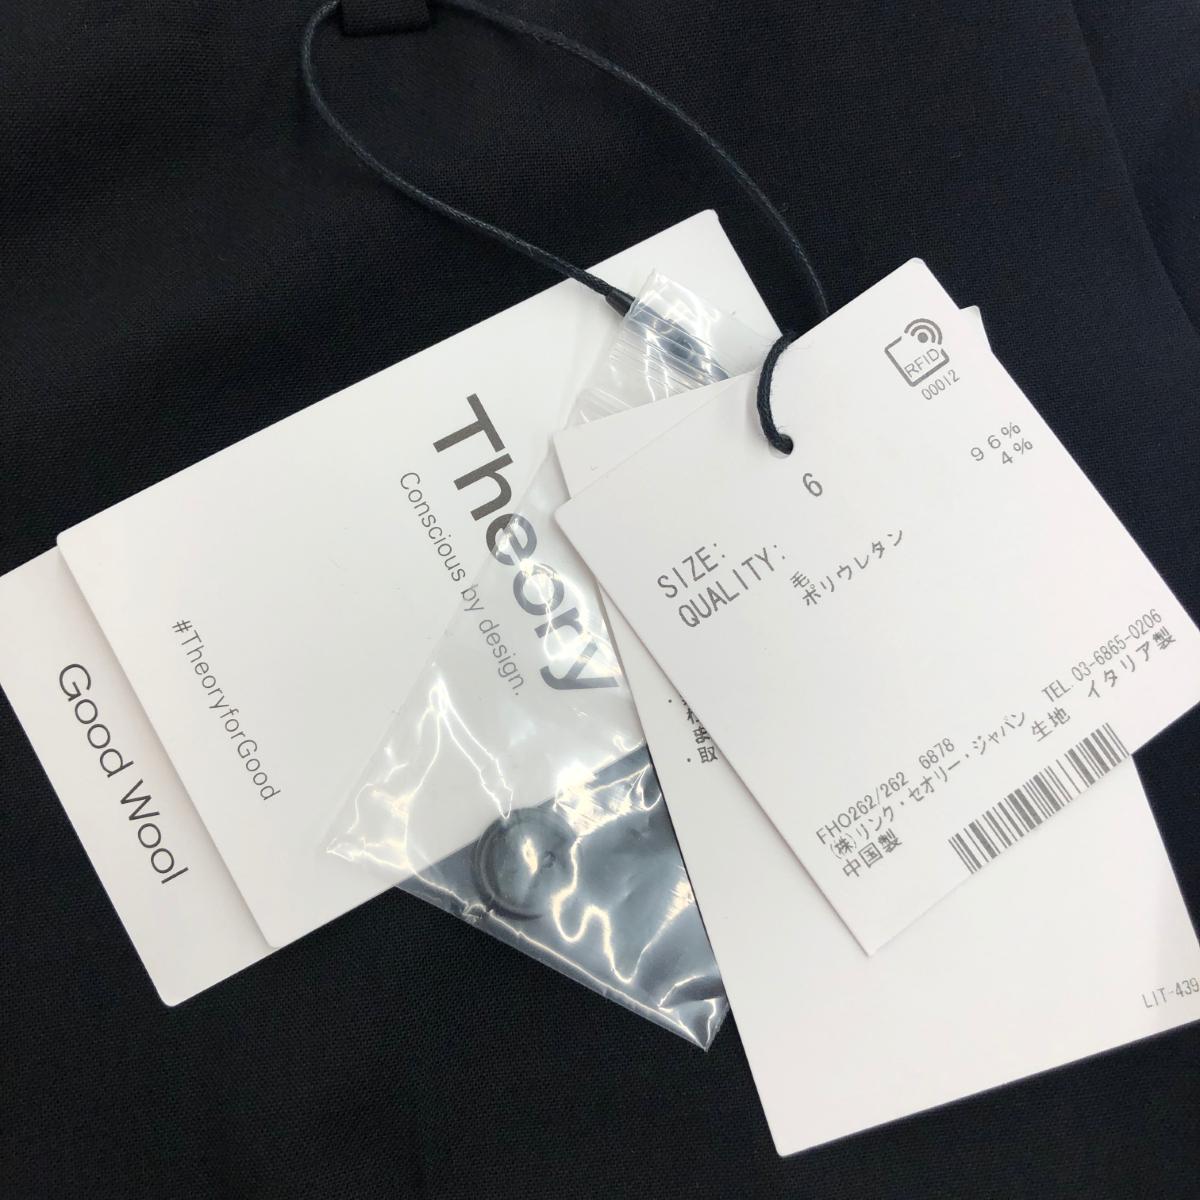 Theory
Conscious by design.
#TheoryforGood
Good Wool
RFID
00012
SIZE: 6
QUALITY:
毛 96%
ポリウレタン 4%
FHO262/262 6878
(株)リンク・セオリー・ジャパン TEL.03-6865-0206
中国製 生地 イタリア製
取
LIT-439